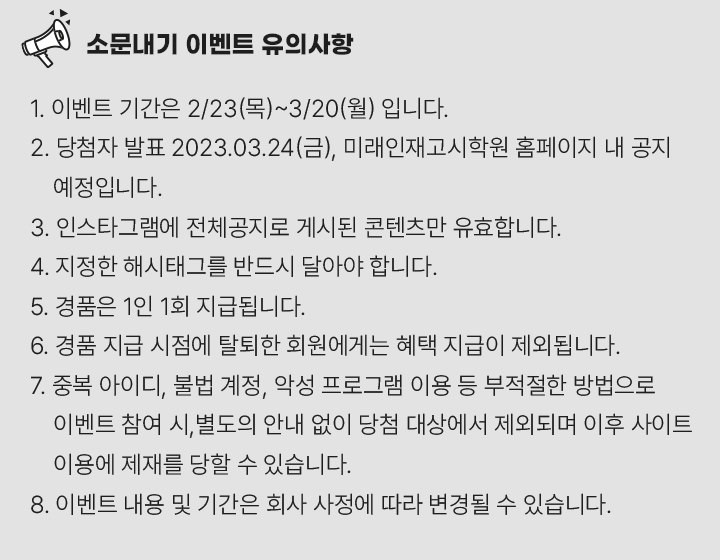 소문내기 이벤트 유의사항
1. 이벤트 기간은 2/23(목)~3/20(월) 입니다.
2. 당첨자 발표 2023.03.24(금), 미래인재고시학원 홈페이지 내 공지
예정입니다.
3. 인스타그램에 전체공지로 게시된 콘텐츠만 유효합니다.
4. 지정한 해시태그를 반드시 달아야 합니다.
5. 경품은 1인 1회 지급됩니다.
6. 경품 지급 시점에 탈퇴한 회원에게는 혜택 지급이 제외됩니다.
7. 중복 아이디, 불법 계정, 악성 프로그램 이용 등 부적절한 방법으로
이벤트 참여 시,별도의 안내 없이 당첨 대상에서 제외되며 이후 사이트
이용에 제재를 당할 수 있습니다.
8. 이벤트 내용 및 기간은 회사 사정에 따라 변경될 수 있습니다.